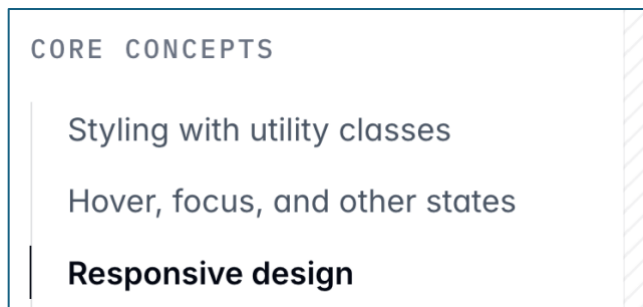 CORE CONCEPTS
Styling with utility classes
Hover, focus, and other states
Responsive design